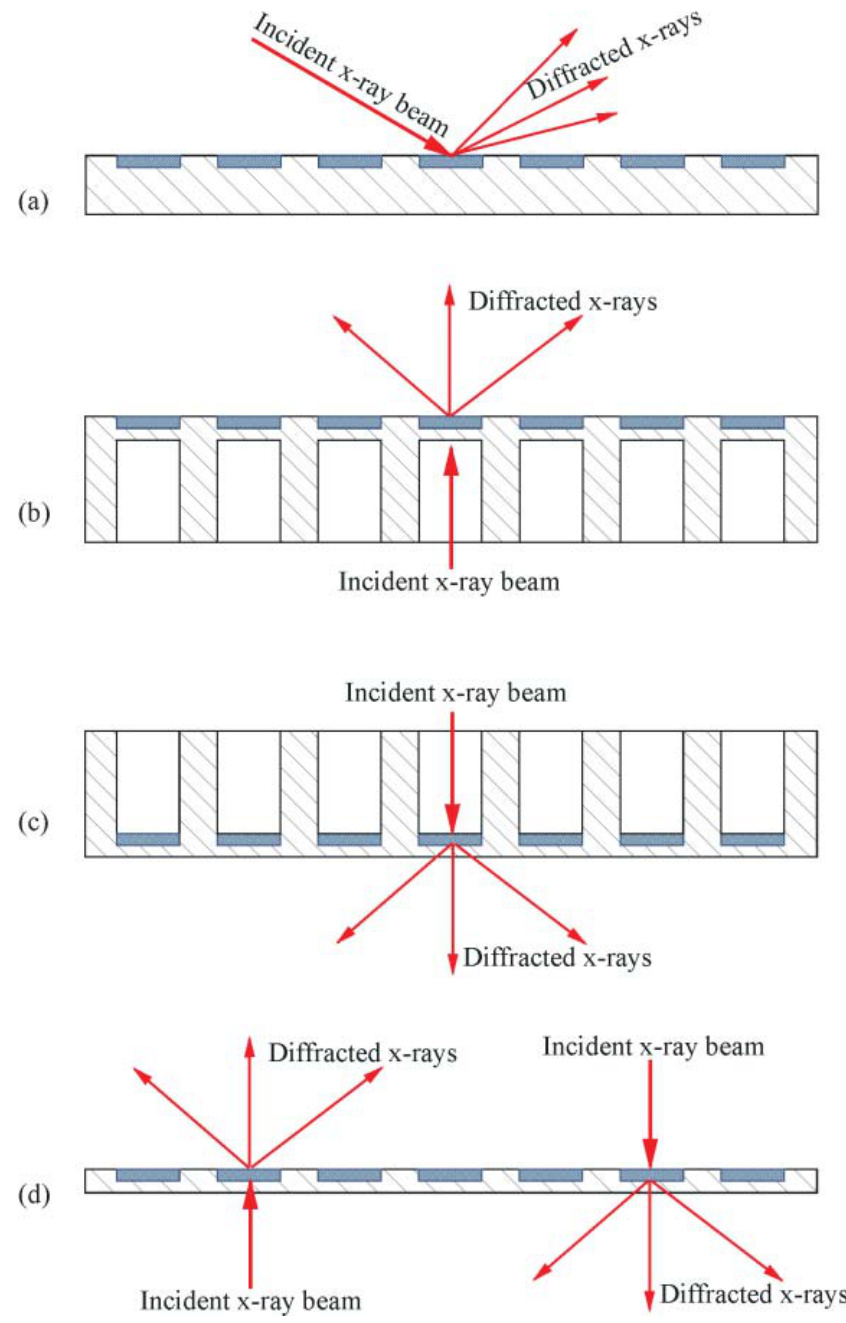 Incident x-ray beam
Diffracted x-rays
(a)
Diffracted x-rays
(b)
Incident x-ray beam
Incident x-ray beam
(c)
Diffracted x-rays
Diffracted x-rays
Incident x-ray beam
(d)
Incident x-ray beam
Diffracted x-rays